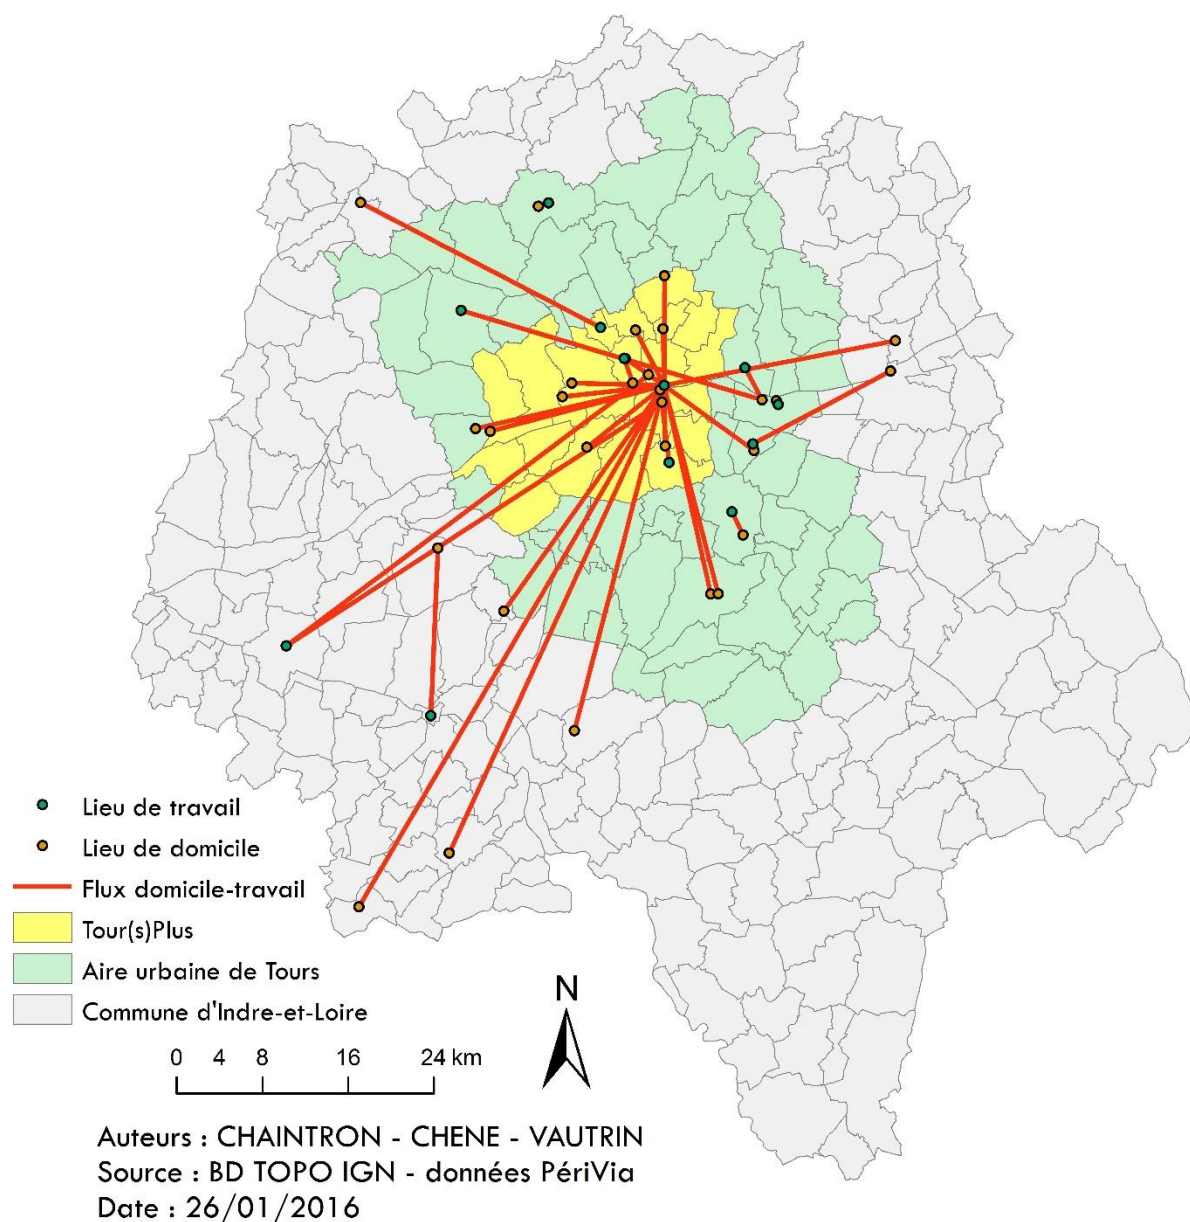 Lieu de travail
Lieu de domicile
Flux domicile-travail
Tour(s)Plus
Aire urbaine de Tours
Commune d'Indre-et-Loire
N
0 4 8 16 24 km
Auteurs : CHAINTRON - CHENE - VAUTRIN
Source : BD TOPO IGN - données PériVia
Date : 26/01/2016